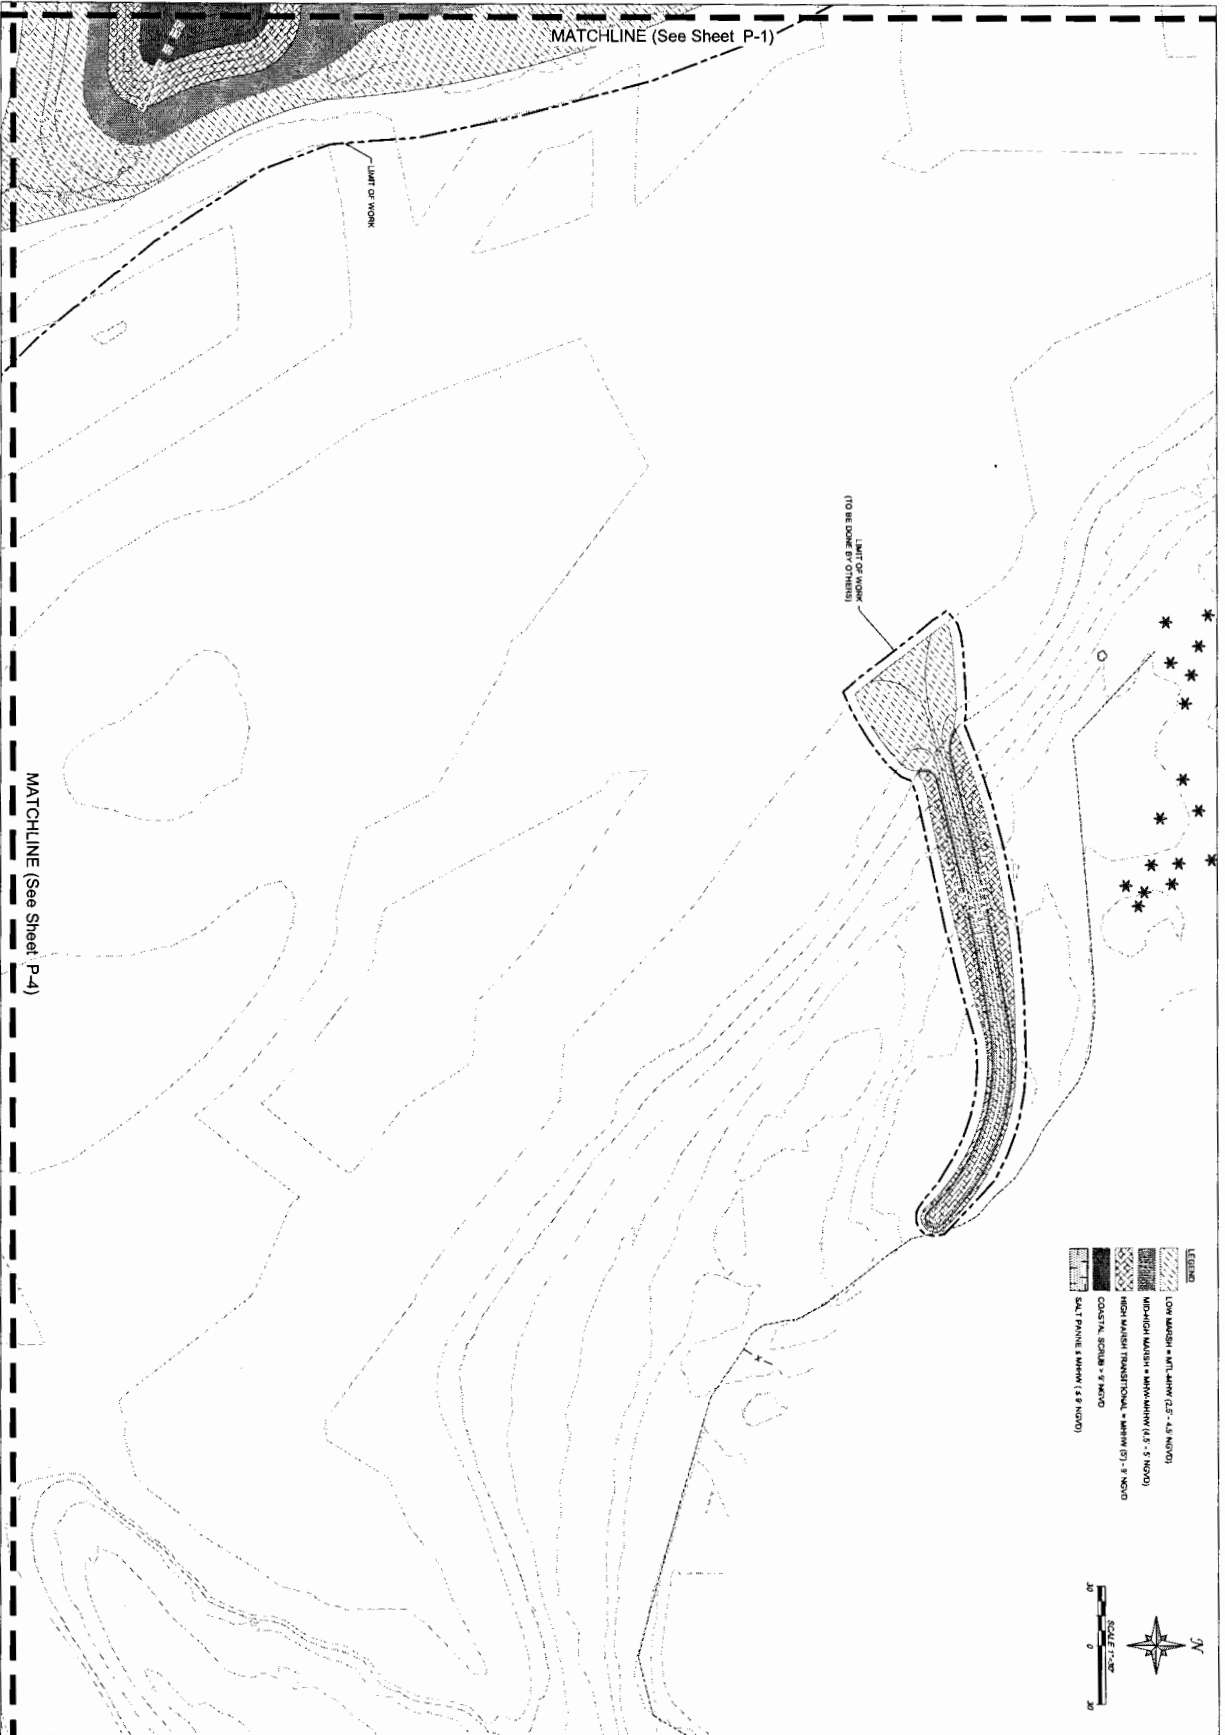 MATCHLINE (See Sheet P-1)
LIMIT OF WORK
LIMIT OF WORK
(TO BE DONE BY OTHERS)
MATCHLINE (See Sheet P-4)
LEGEND
LOW MARSH = MTL-MHW (2.5' - 4.5' NGVD)
MID-HIGH MARSH = MHW-MHHW (4.5' - 5' NGVD)
HIGH MARSH TRANSITIONAL = MHHW (5') - 9' NGVD
COASTAL SCRUB > 9' NGVD
SALT PANNE ≤ MHHW ( ≤ 9' NGVD)
N
SCALE 1"=30'
30 0 30